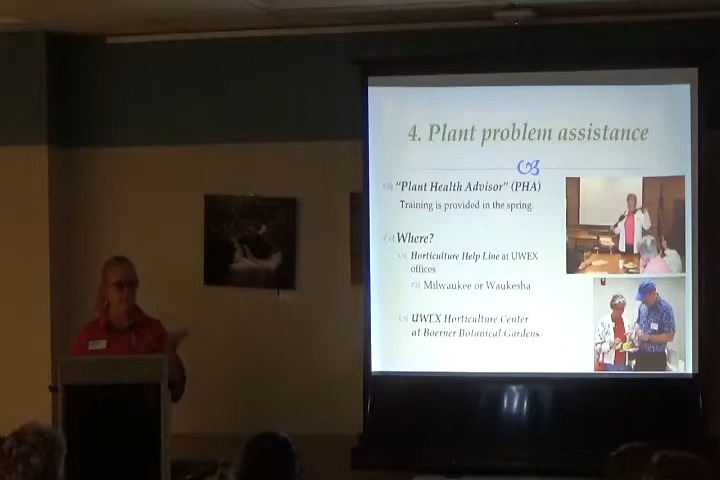 4. Plant problem assistance
"Plant Health Advisor" (PHA)
Training is provided in the spring.
Where?
Horticulture Help Line at UWEX
offices
Milwaukee or Waukesha
UWEX Horticulture Center
at Boerner Botanical Gardens